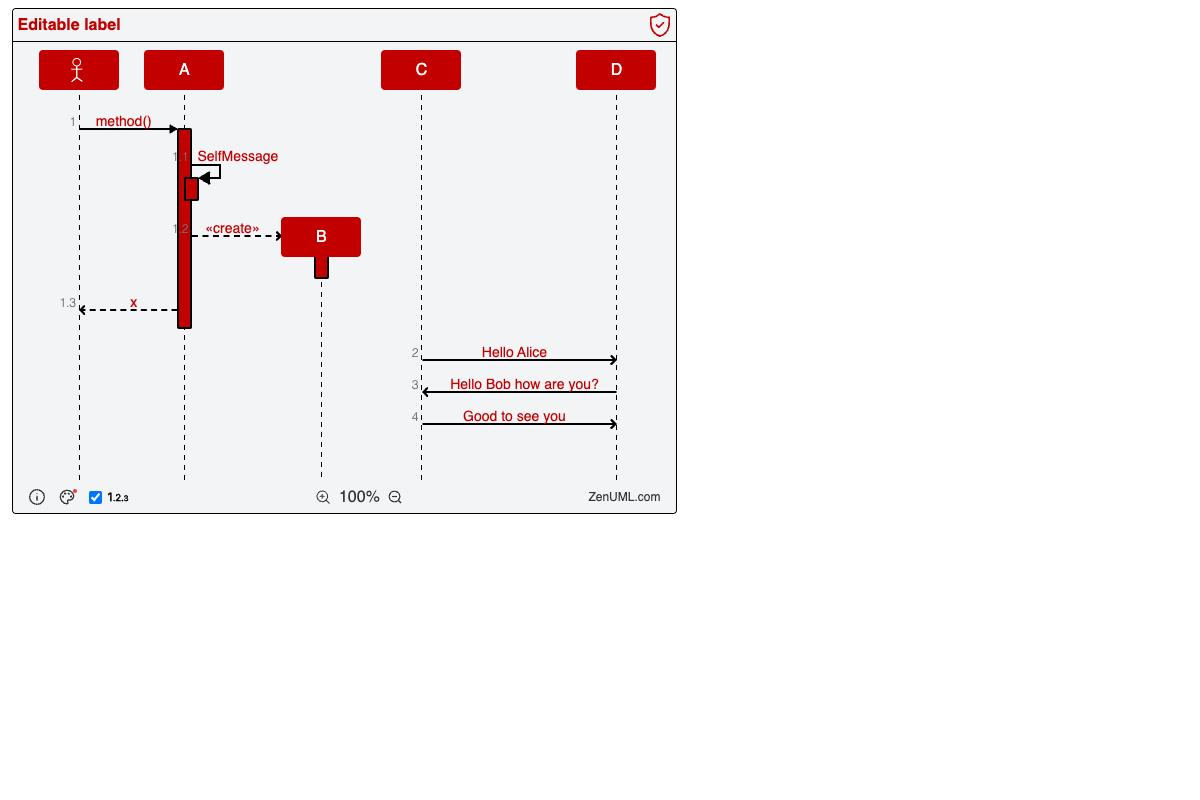 Editable label
A
C
D
1
method()
1.1
SelfMessage
1.2
«create»
B
1.3
x
2
Hello Alice
3
Hello Bob how are you?
4
Good to see you
1.2.3
100%
ZenUML.com